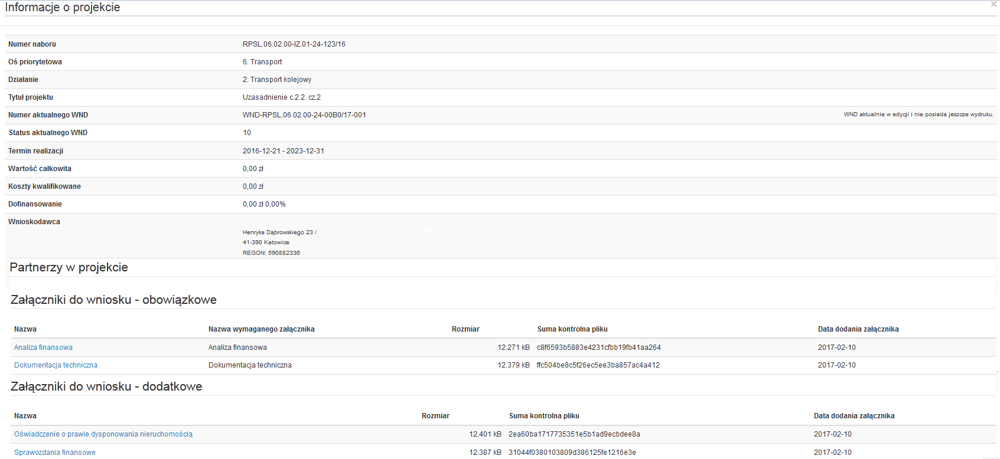 Informacje o projekcie
×
Numer naboru RPSL.06.02.00-IZ.01-24-123/16
Oś priorytetowa 6. Transport
Działanie 2. Transport kolejowy
Tytuł projektu Uzasadnienie c.2.2. cz.2
Numer aktualnego WND WND-RPSL.06.02.00-24-00B0/17-001 WND aktualnie w edycji i nie posiada jeszcze wydruku.
Status aktualnego WND 10
Termin realizacji 2016-12-21 - 2023-12-31
Wartość całkowita 0,00 zł
Koszty kwalifikowane 0,00 zł
Dofinansowanie 0,00 zł 0,00%
Wnioskodawca
Henryka Dąbrowskiego 23 /
41-390 Katowice
REGON: 590882336
Partnerzy w projekcie
Załączniki do wniosku - obowiązkowe
Nazwa Nazwa wymaganego załącznika Rozmiar Suma kontrolna pliku Data dodania załącznika
Analiza finansowa Analiza finansowa 12.271 kB c8f6593b5883e4231cfbb19fb41aa264 2017-02-10
Dokumentacja techniczna Dokumentacja techniczna 12.379 kB ffc504be8c5f26ec5ee3ba857ac4a412 2017-02-10
Załączniki do wniosku - dodatkowe
Nazwa Rozmiar Suma kontrolna pliku Data dodania załącznika
Oświadczenie o prawie dysponowania nieruchomością 12.401 kB 2ea60ba1717735351e5b1ad9ecbdee8a 2017-02-10
Sprawozdania finansowe 12.387 kB 31044f0380103809d386125fe1216e3e 2017-02-10